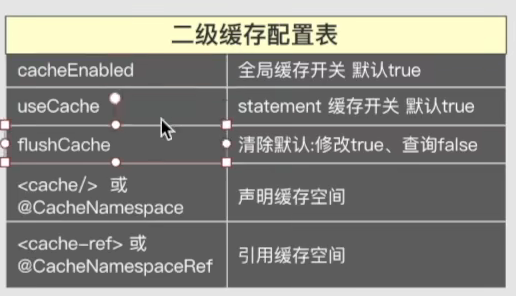 二级缓存配置表
cacheEnabled 全局缓存开关 默认true
useCache statement 缓存开关 默认true
flushCache 清除默认:修改true、查询false
<cache/> 或
@CacheNamespace
声明缓存空间
<cache-ref> 或
@CacheNamespaceRef
引用缓存空间